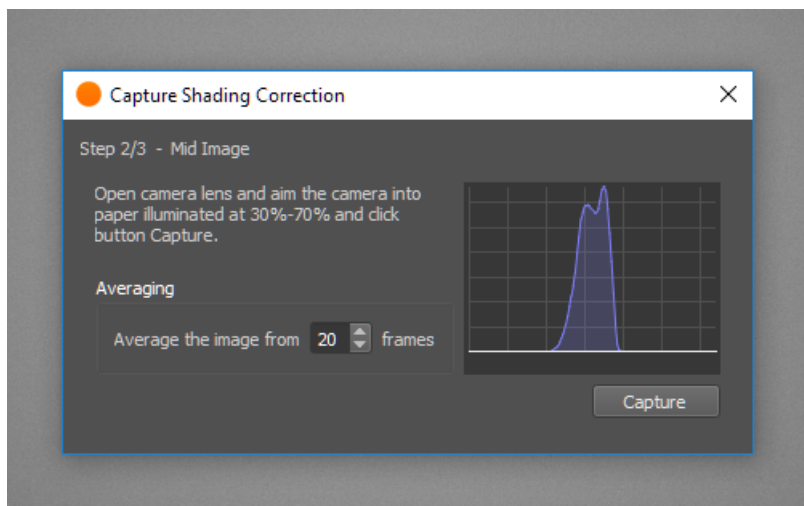 Capture Shading Correction
Step 2/3 - Mid Image
Open camera lens and aim the camera into
paper illuminated at 30%-70% and click
button Capture.
Averaging
Average the image from 20 frames
Capture